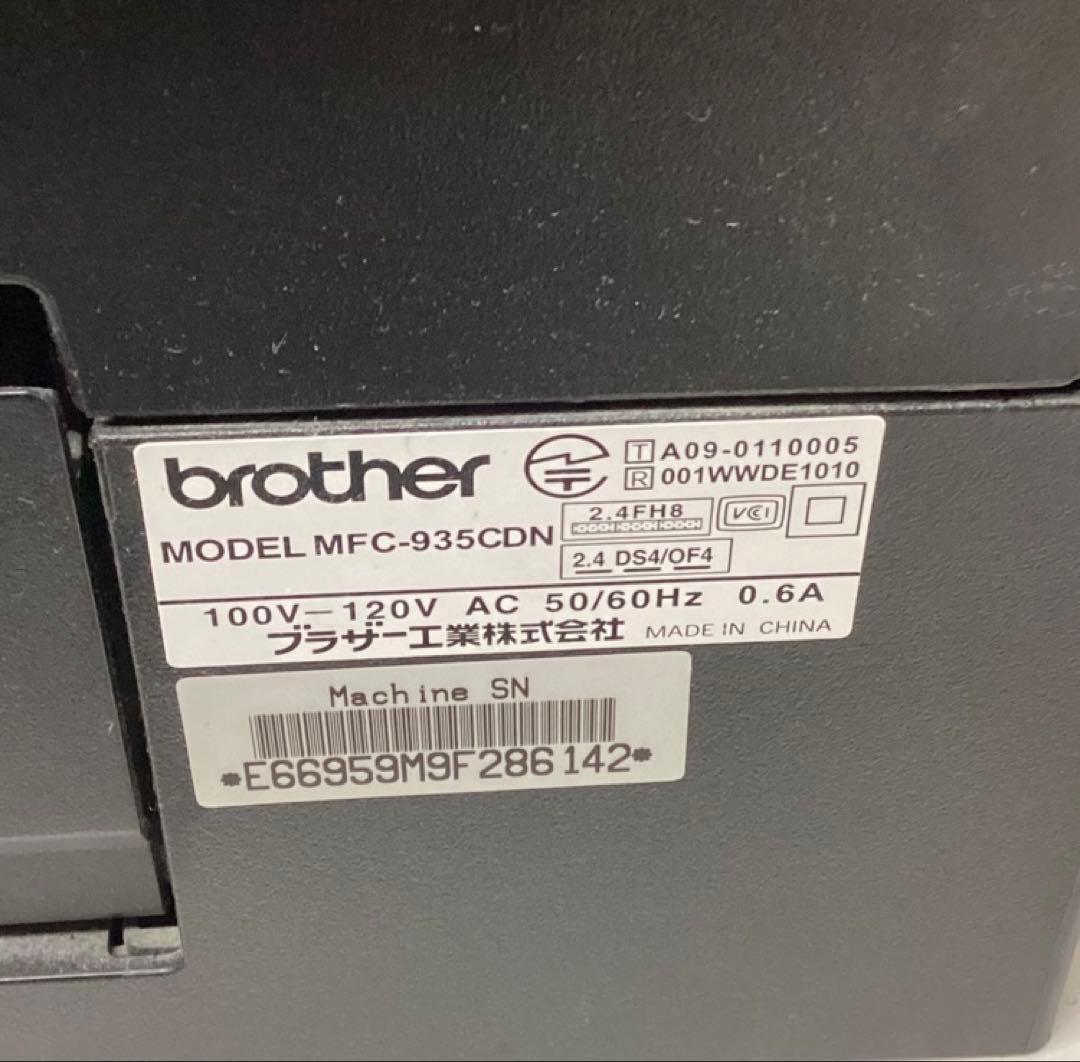 brother
T A09-0110005
R 001WWDE1010
MODEL MFC-935CDN
2.4FH8
VCCI
2.4 DS4/OF4
100V－120V AC 50/60Hz 0.6A
ブラザー工業株式会社 MADE IN CHINA
Machine SN
*E66959M9F286142*